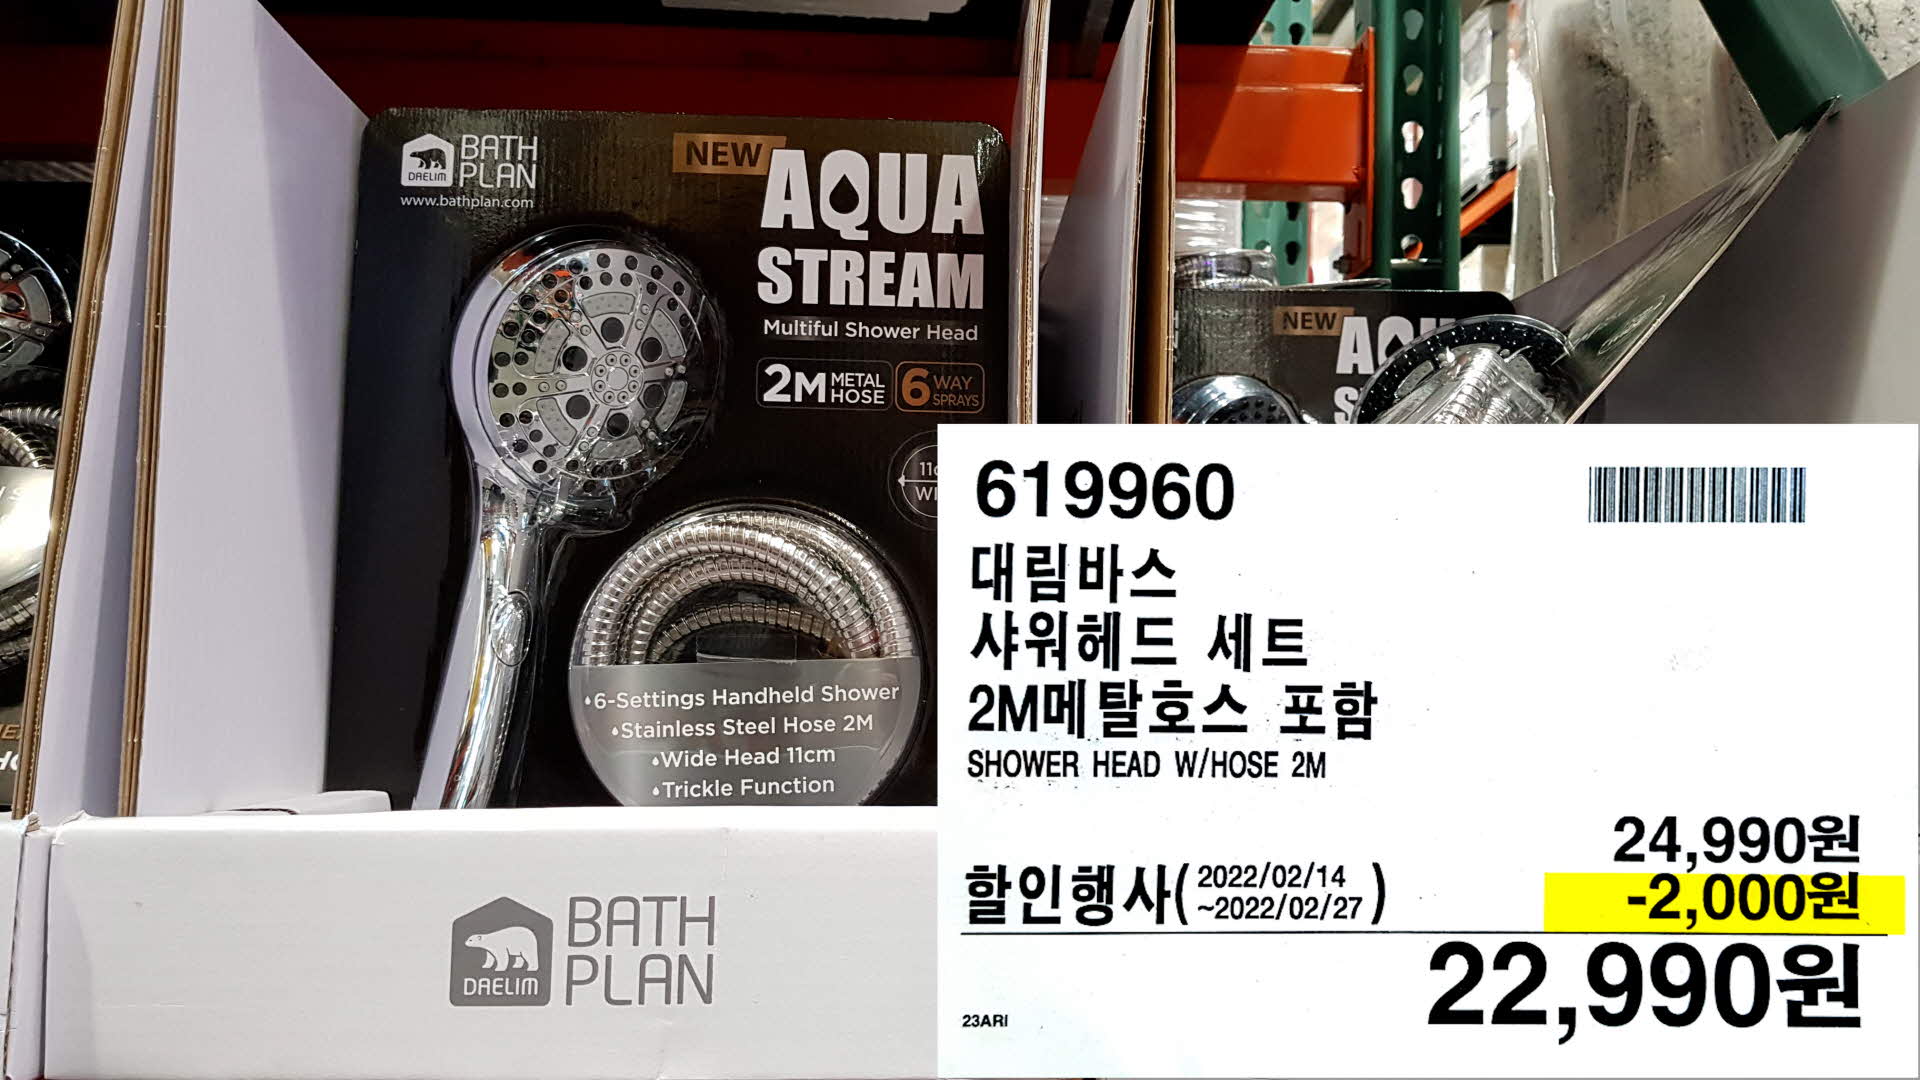 DAELIM
BATH
PLAN
www.bathplan.com
NEW
AQUA
STREAM
Multiful Shower Head
2M METAL HOSE
6 WAY SPRAYS
•6-Settings Handheld Shower
•Stainless Steel Hose 2M
•Wide Head 11cm
•Trickle Function
NEW
DAELIM
BATH
PLAN
619960
대림바스
샤워헤드 세트
2M메탈호스 포함
SHOWER HEAD W/HOSE 2M
24,990원
할인행사(2022/02/14 ~2022/02/27) -2,000원
22,990원
23ARI